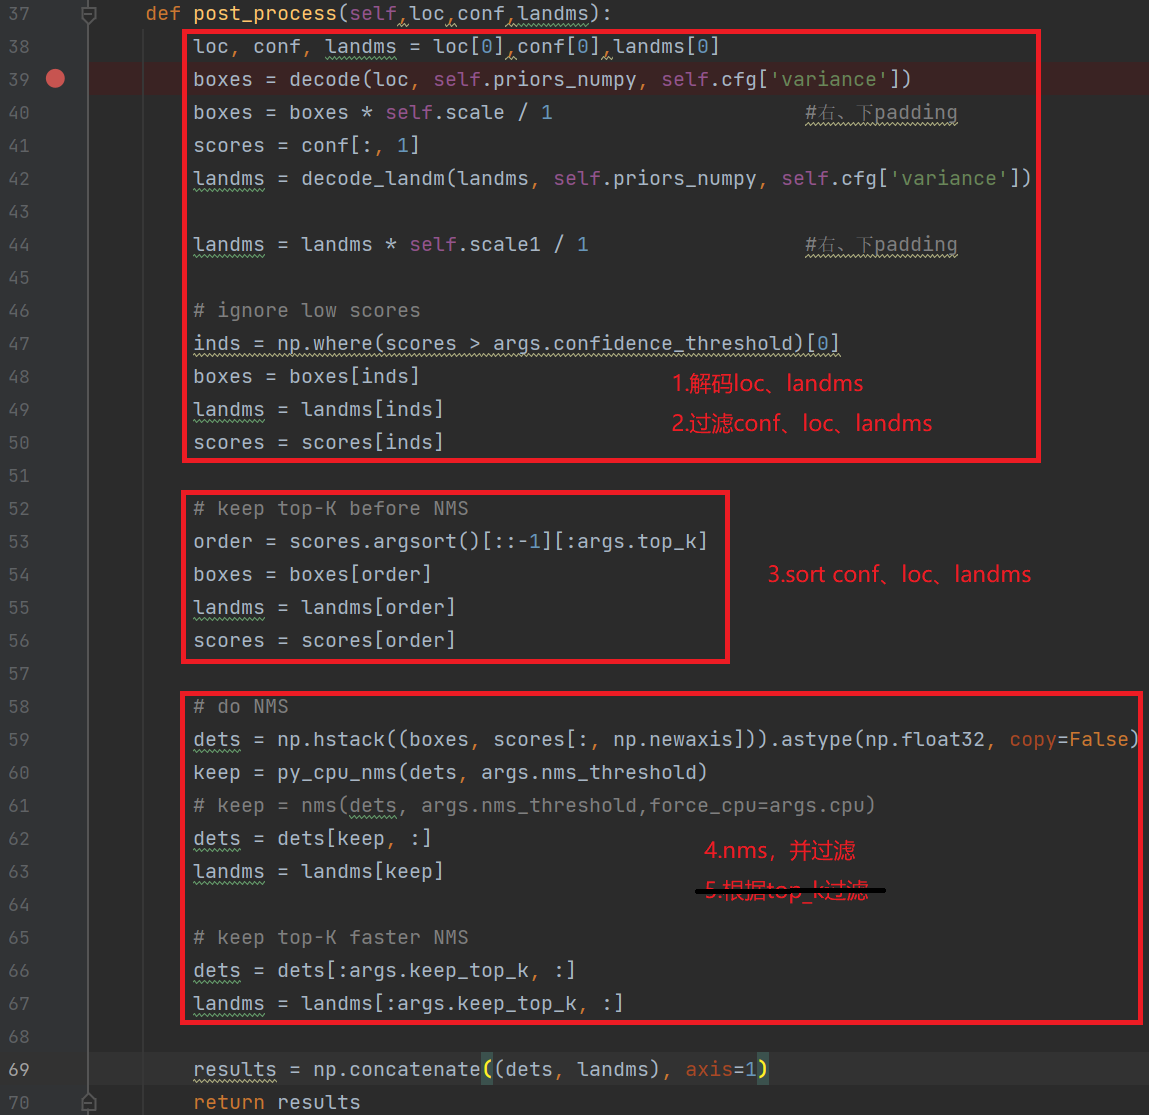 37 def post_process(self,loc,conf,landms):
38 loc, conf, landms = loc[0],conf[0],landms[0]
39 boxes = decode(loc, self.priors_numpy, self.cfg['variance'])
40 boxes = boxes * self.scale / 1 #右、下padding
41 scores = conf[:, 1]
42 landms = decode_landm(landms, self.priors_numpy, self.cfg['variance'])
43
44 landms = landms * self.scale1 / 1 #右、下padding
45
46 # ignore low scores
47 inds = np.where(scores > args.confidence_threshold)[0]
48 boxes = boxes[inds]
1.解码loc、landms
49 landms = landms[inds]
2.过滤conf、loc、landms
50 scores = scores[inds]
51
52 # keep top-K before NMS
53 order = scores.argsort()[::-1][:args.top_k]
54 boxes = boxes[order]
3.sort conf、loc、landms
55 landms = landms[order]
56 scores = scores[order]
57
58 # do NMS
59 dets = np.hstack((boxes, scores[:, np.newaxis])).astype(np.float32, copy=False)
60 keep = py_cpu_nms(dets, args.nms_threshold)
61 # keep = nms(dets, args.nms_threshold,force_cpu=args.cpu)
62 dets = dets[keep, :]
4.nms，并过滤
63 landms = landms[keep]
5.根据top_k过滤
64
65 # keep top-K faster NMS
66 dets = dets[:args.keep_top_k, :]
67 landms = landms[:args.keep_top_k, :]
68
69 results = np.concatenate((dets, landms), axis=1)
70 return results